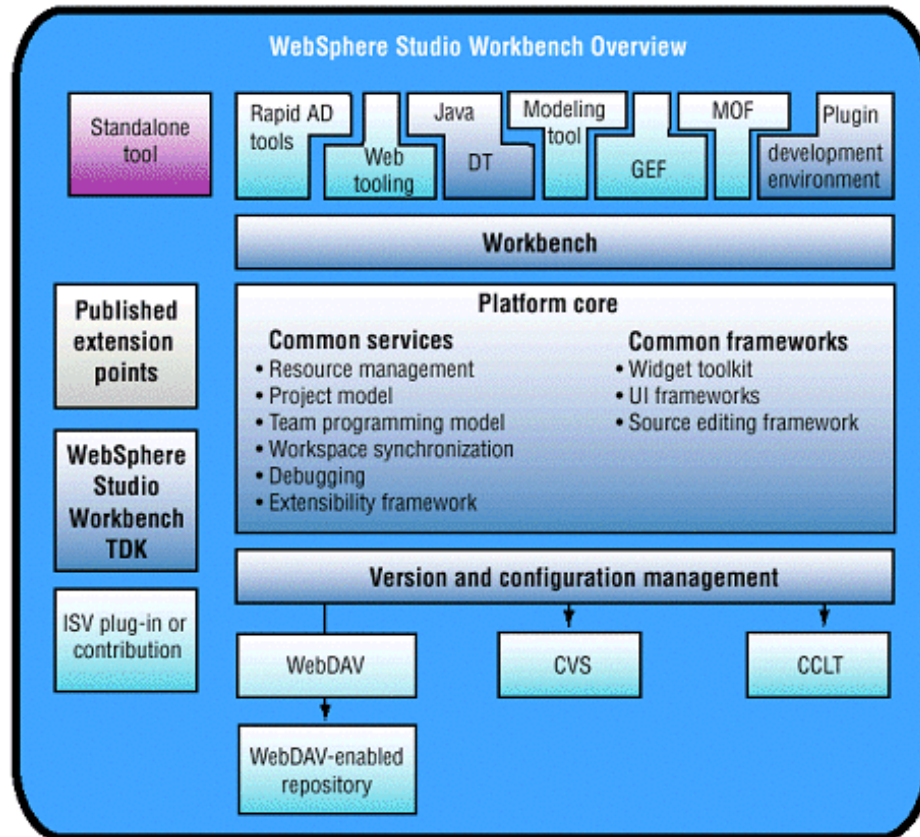 WebSphere Studio Workbench Overview
Standalone
tool
Rapid AD
tools
Web
tooling
Java
DT
Modeling
tool
GEF
MOF
Plugin
development
environment
Workbench
Published
extension
points
WebSphere
Studio
Workbench
TDK
ISV plug-in or
contribution
Platform core
Common services
• Resource management
• Project model
• Team programming model
• Workspace synchronization
• Debugging
• Extensibility framework
Common frameworks
• Widget toolkit
• UI frameworks
• Source editing framework
Version and configuration management
WebDAV
CVS
CCLT
WebDAV-enabled
repository